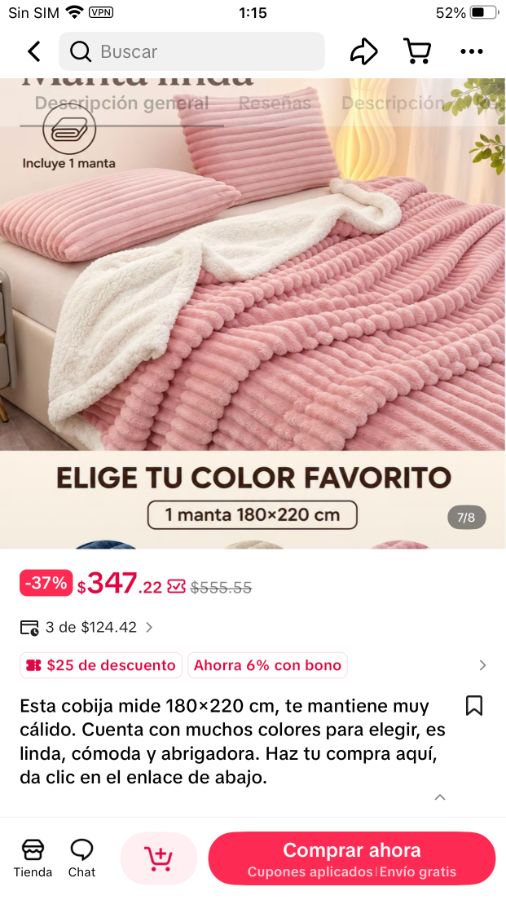 Sin SIM VPN 1:15 52%
Buscar
Manta linda
Descripción general Reseñas Descripción
Incluye 1 manta
ELIGE TU COLOR FAVORITO
1 manta 180×220 cm
7/8
-37% $347.22 $555.55
3 de $124.42
$25 de descuento Ahorra 6% con bono
Esta cobija mide 180×220 cm, te mantiene muy
cálido. Cuenta con muchos colores para elegir, es
linda, cómoda y abrigadora. Haz tu compra aquí,
da clic en el enlace de abajo.
Tienda Chat
Comprar ahora
Cupones aplicados Envío gratis